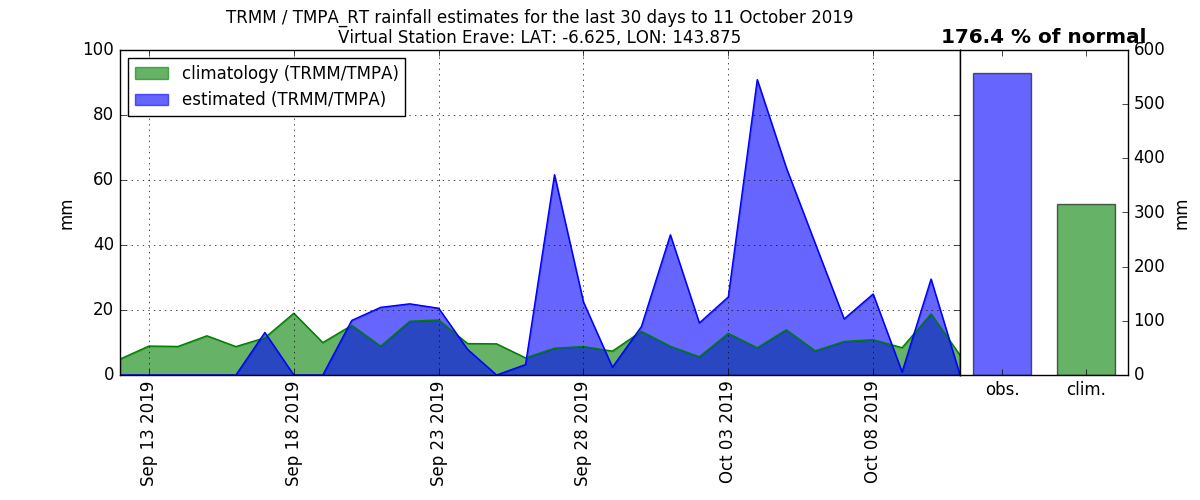 TRMM / TMPA_RT rainfall estimates for the last 30 days to 11 October 2019
Virtual Station Erave: LAT: -6.625, LON: 143.875
176.4 % of normal
climatology (TRMM/TMPA)
estimated (TRMM/TMPA)
mm
100
80
60
40
20
0
Sep 13 2019
Sep 18 2019
Sep 23 2019
Sep 28 2019
Oct 03 2019
Oct 08 2019
600
500
400
300
200
100
0
mm
obs.
clim.